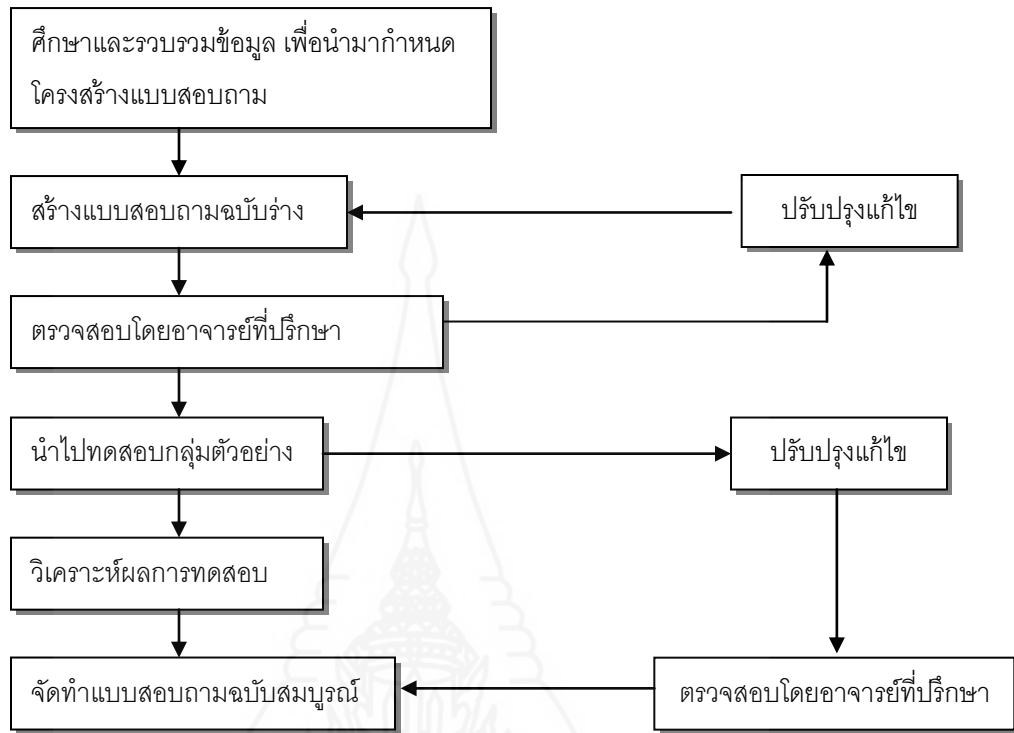 ศึกษาและรวบรวมข้อมูล เพื่อนำมากำหนด
โครงสร้างแบบสอบถาม
สร้างแบบสอบถามฉบับร่าง
ปรับปรุงแก้ไข
ตรวจสอบโดยอาจารย์ที่ปรึกษา
นำไปทดสอบกลุ่มตัวอย่าง
ปรับปรุงแก้ไข
วิเคราะห์ผลการทดสอบ
จัดทำแบบสอบถามฉบับสมบูรณ์
ตรวจสอบโดยอาจารย์ที่ปรึกษา